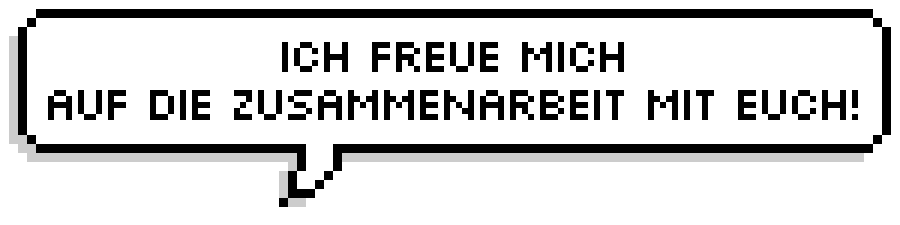 ICH FREUE MICH
AUF DIE ZUSAMMENARBEIT MIT EUCH!